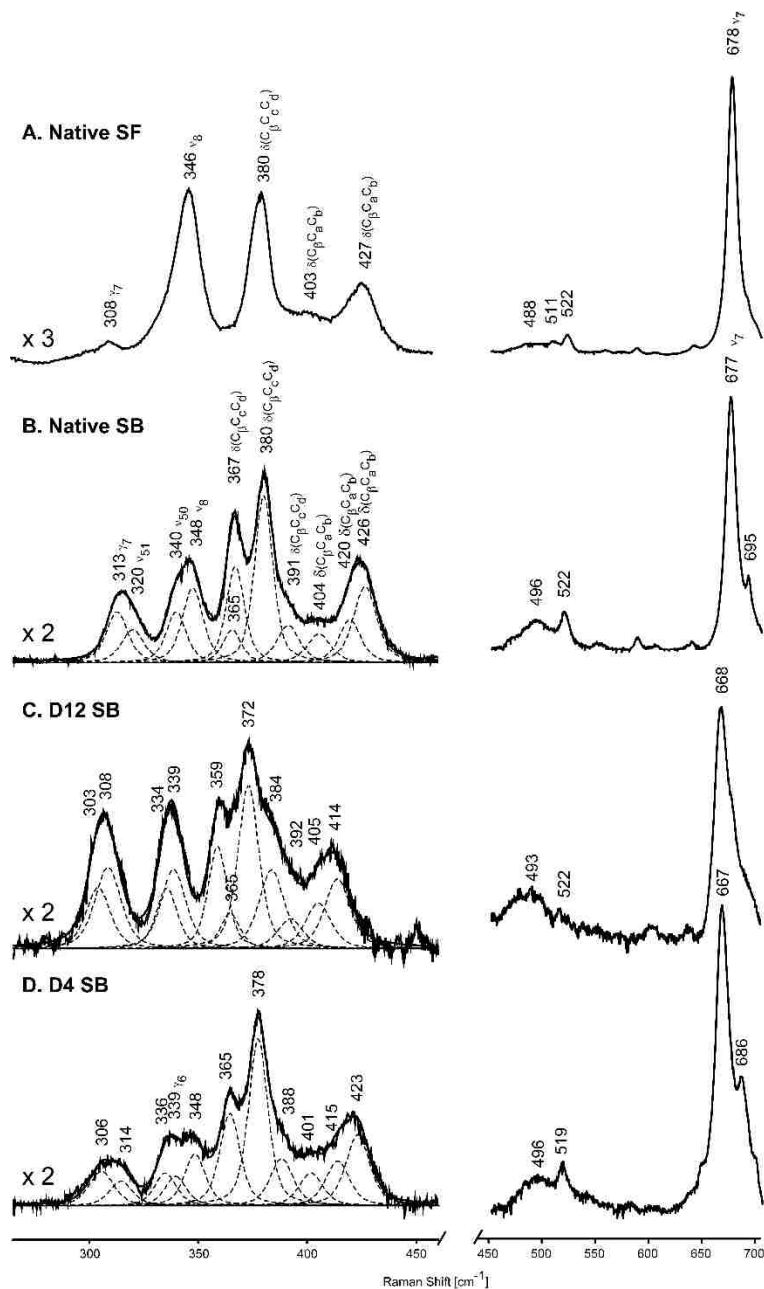 678 ν7
A. Native SF
346 ν8
380 δ(CβCcCd)
403 δ(CβCaCb)
427 δ(CβCaCb)
308 γ7
488
511
522
x 3
677 ν7
B. Native SB
367 δ(CβCcCd)
380 δ(CβCcCd)
391 δ(CβCcCd)
404 δ(CβCaCb)
420 δ(CβCaCb)
426 δ(CβCaCb)
313 γ7
320 ν51
340 ν50
348 ν8
365
496
522
695
x 2
C. D12 SB
668
303
308
334
339
359
365
372
384
392
405
414
493
522
x 2
D. D4 SB
667
306
314
336
339 γ6
348
365
378
388
401
415
423
496
519
686
x 2
300 350 400 450 450 500 550 600 650 700
Raman Shift [cm-1]